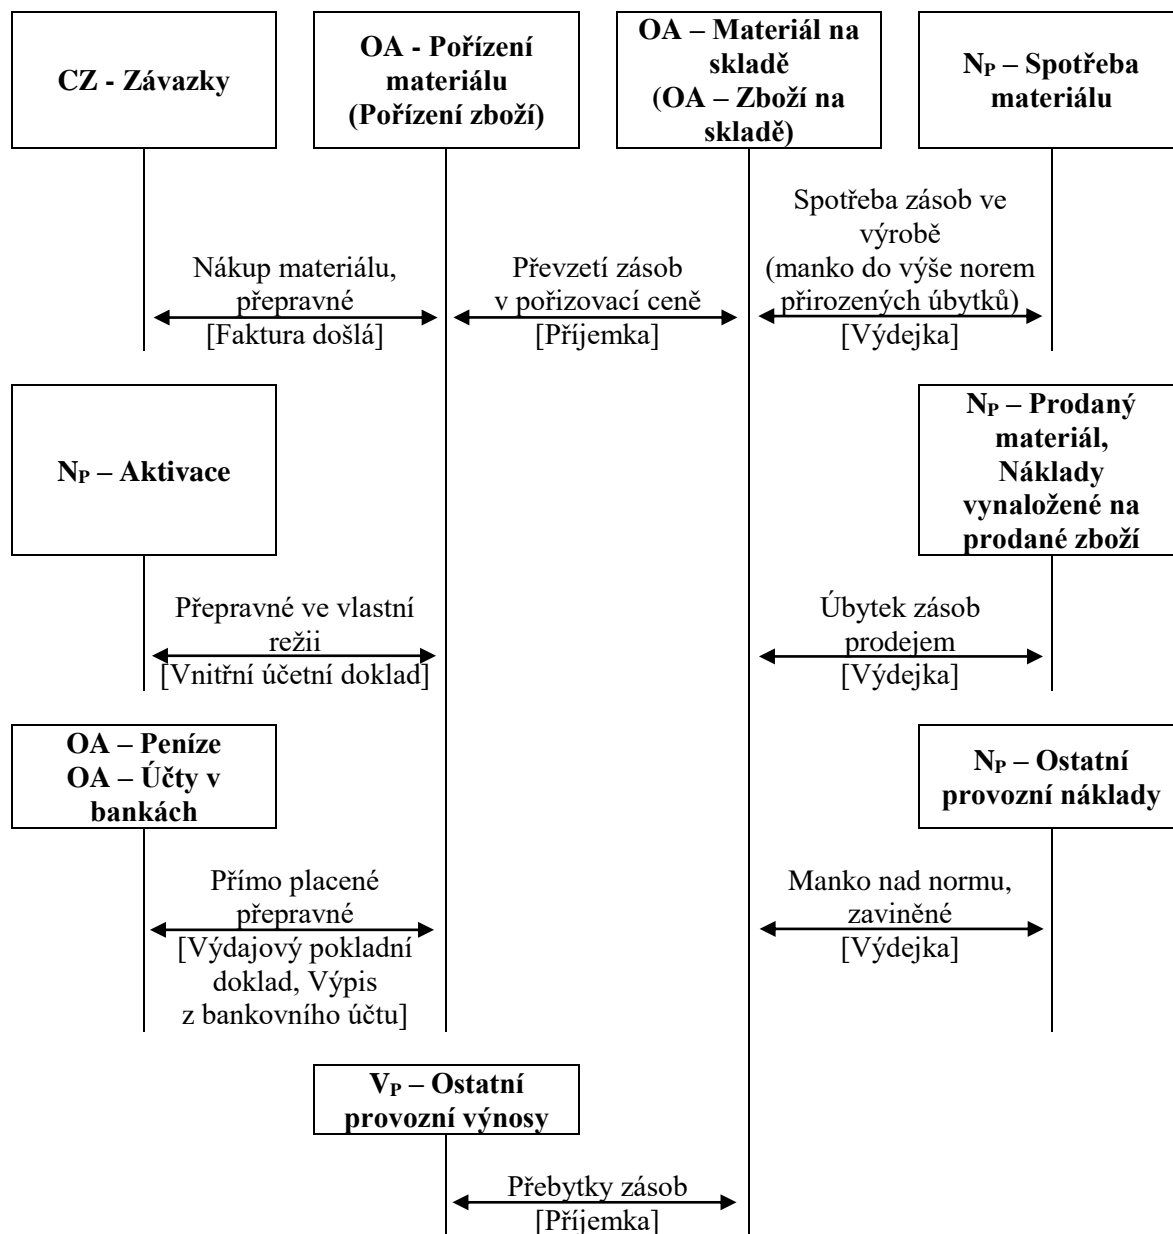 CZ - Závazky
OA - Pořízení
materiálu
(Pořízení zboží)
OA – Materiál na
skladě
(OA – Zboží na
skladě)
NP – Spotřeba
materiálu
Nákup materiálu,
přepravné
[Faktura došlá]
Převzetí zásob
v pořizovací ceně
[Příjemka]
Spotřeba zásob ve
výrobě
(manko do výše norem
přirozených úbytků)
[Výdejka]
NP – Aktivace
NP – Prodaný
materiál,
Náklady
vynaložené na
prodané zboží
Přepravné ve vlastní
režii
[Vnitřní účetní doklad]
Úbytek zásob
prodejem
[Výdejka]
OA – Peníze
OA – Účty v
bankách
NP – Ostatní
provozní náklady
Přímo placené
přepravné
[Výdajový pokladní
doklad, Výpis
z bankovního účtu]
Manko nad normu,
zaviněné
[Výdejka]
VP – Ostatní
provozní výnosy
Přebytky zásob
[Příjemka]